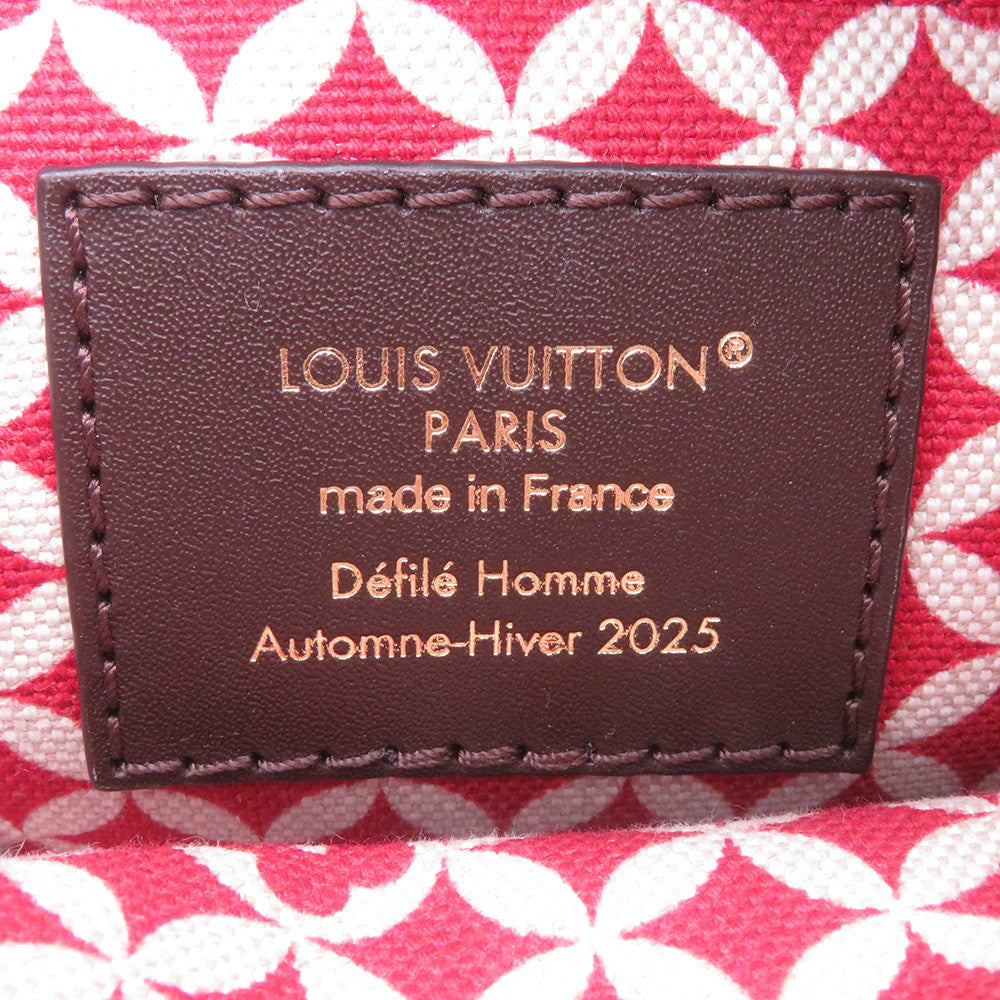 LOUIS VUITTON®
PARIS
made in France
Défilé Homme
Automne-Hiver 2025